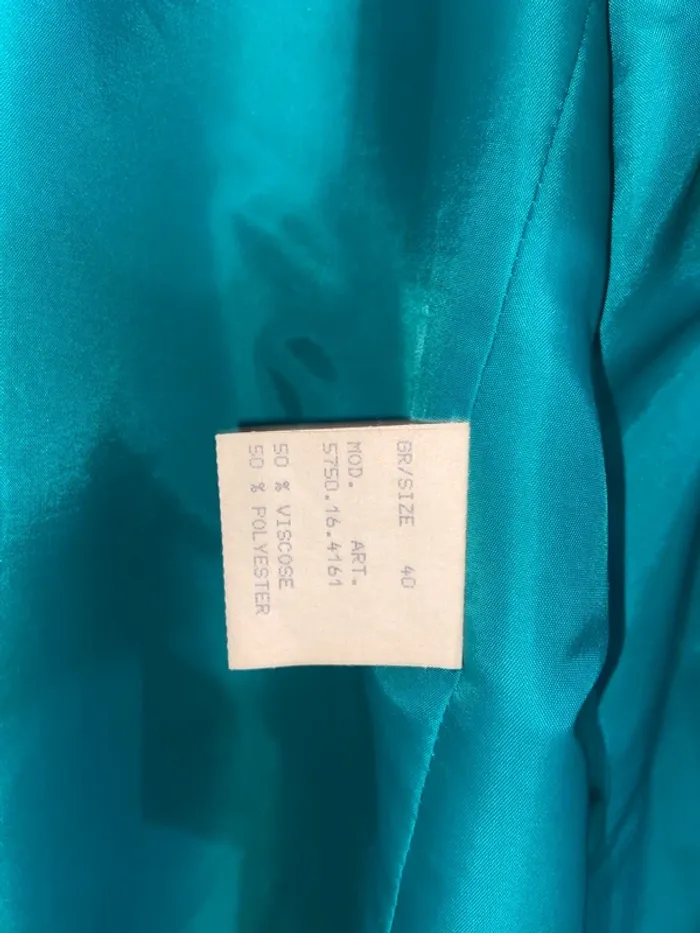 GR/SIZE 40
MOD. ART.
5750.16.4161
50 % VISCOSE
50 % POLYESTER